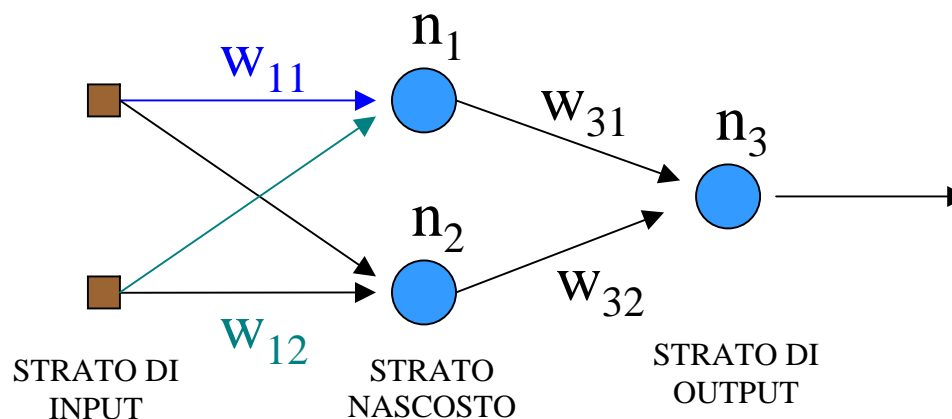 n1
w11
w31
n3
n2
w32
w12
STRATO DI
INPUT
STRATO
NASCOSTO
STRATO DI
OUTPUT